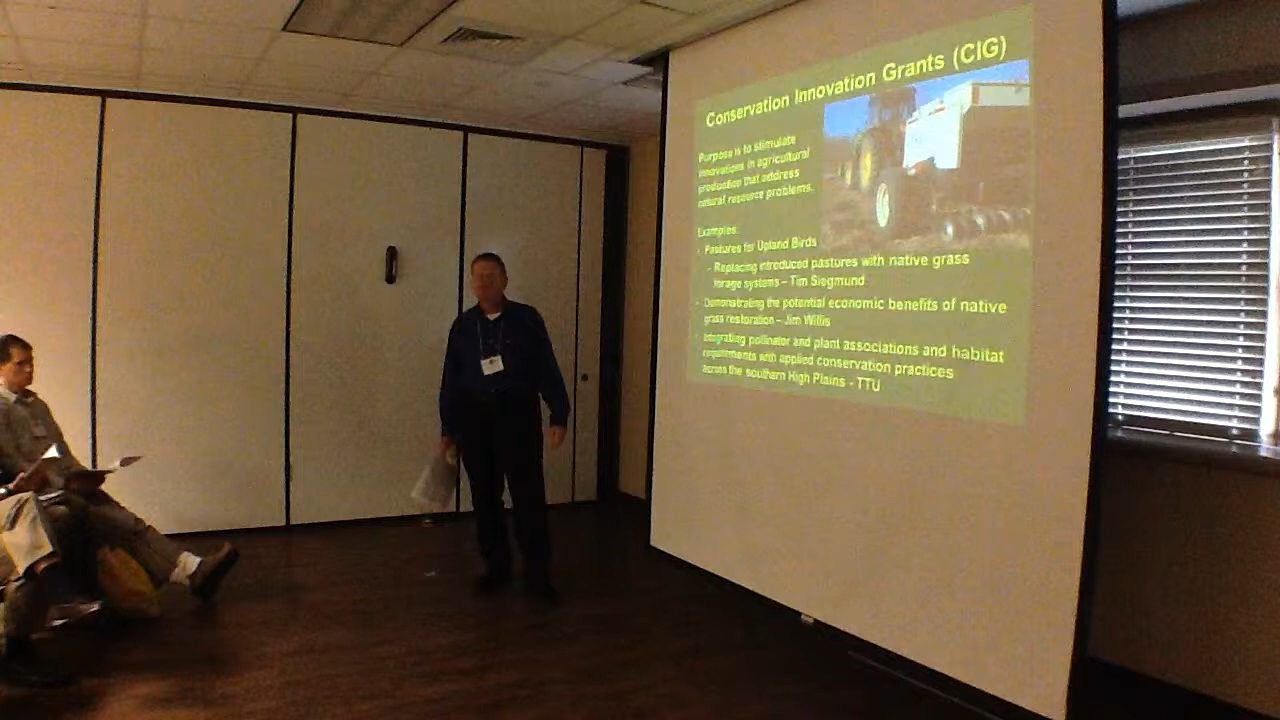 Conservation Innovation Grants (CIG)
Purpose is to stimulate
innovations in agricultural
production that address
natural resource problems.
Examples:
• Pastures for Upland Birds
– Replacing introduced pastures with native grass
forage systems – Tim Siegmund
• Demonstrating the potential economic benefits of native
grass restoration – Jim Willis
• Integrating pollinator and plant associations and habitat
requirements with applied conservation practices
across the southern High Plains - TTU